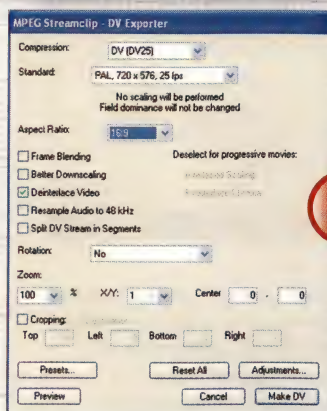 MPEG Streamclip - DV Exporter
Compression: DV (DV25)
Standard: PAL, 720 x 576, 25 fps
No scaling will be performed
Field dominance will not be changed
Aspect Ratio: 16:9
Frame Blending Deselect for progressive movies:
Better Downscaling Interlaced Scaling
Deinterlace Video
Resample Audio to 48 kHz
Split DV Stream in Segments
Rotation: No
Zoom:
100 % X/Y: 1 Center 0 , 0
Cropping:
Top Left Bottom Right
Presets... Reset All Adjustments...
Preview Cancel Make DV